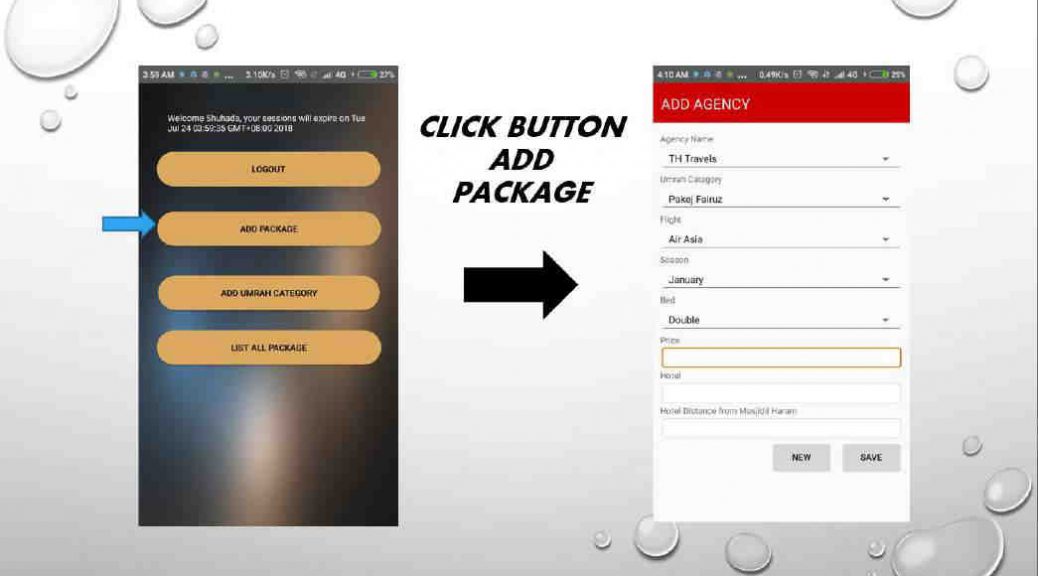 3:59 AM ... 3.10K/s 4G 27%
Welcome Shuhada, your sessions will expire on Tue
Jul 24 03:59:35 GMT+08:00 2018
LOGOUT
ADD PACKAGE
ADD UMRAH CATEGORY
LIST ALL PACKAGE
CLICK BUTTON
ADD
PACKAGE
4:10 AM ... 0.49K/s 4G 25%
ADD AGENCY
Agency Name
TH Travels
Umrah Category
Pakej Fairuz
Flight
Air Asia
Season
January
Bed
Double
Price
Hotel
Hotel Distance from Masjidil Haram
NEW SAVE